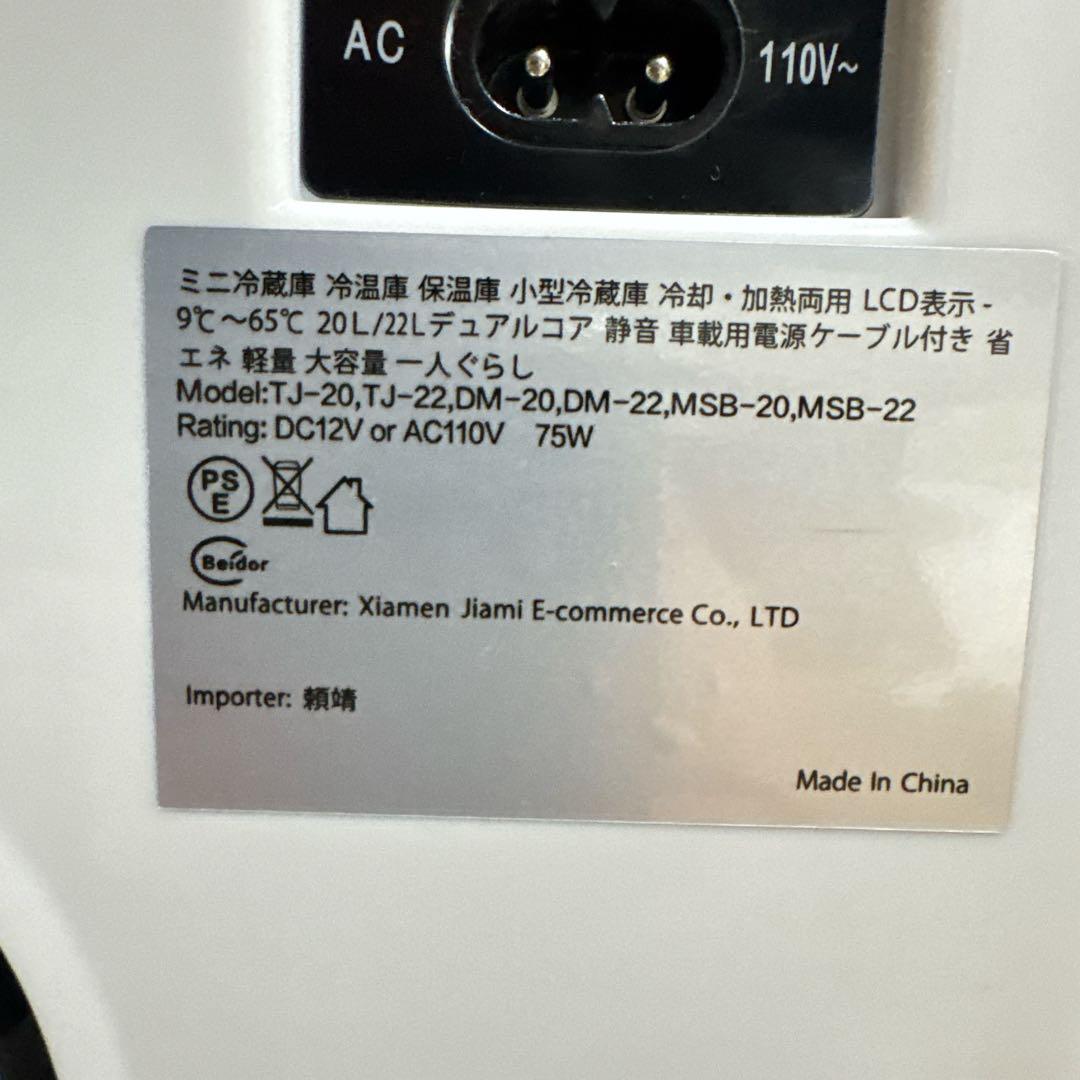 AC 110V~
ミニ冷蔵庫 冷温庫 保温庫 小型冷蔵庫 冷却・加熱両用 LCD表示 -
9℃～65℃ 20L/22Lデュアルコア 静音 車載用電源ケーブル付き 省
エネ 軽量 大容量 一人ぐらし
Model:TJ-20,TJ-22,DM-20,DM-22,MSB-20,MSB-22
Rating: DC12V or AC110V 75W
PS
E
Beidor
Manufacturer: Xiamen Jiami E-commerce Co., LTD
Importer: 頼靖
Made In China